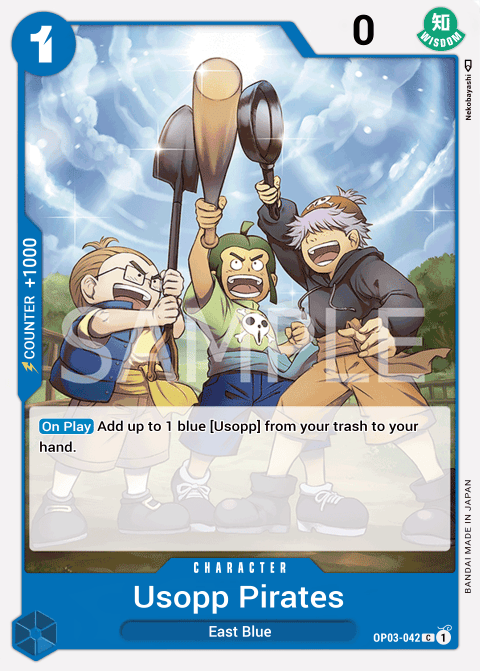 1
0
知
WISDOM
Nekobayashi
COUNTER +1000
SAMPLE
On Play Add up to 1 blue [Usopp] from your trash to your
hand.
BANDAI MADE IN JAPAN
CHARACTER
Usopp Pirates
East Blue
OP03-042 C 1